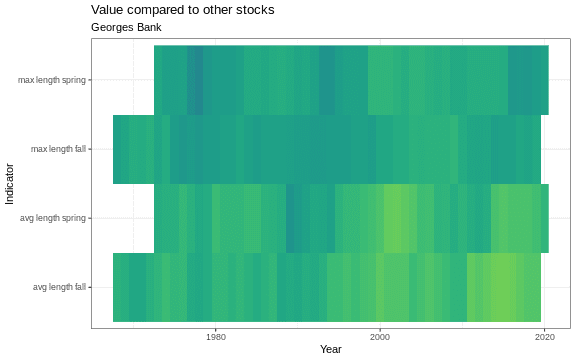 Value compared to other stocks
Georges Bank
Indicator
max length spring
max length fall
avg length spring
avg length fall
1980
2000
2020
Year